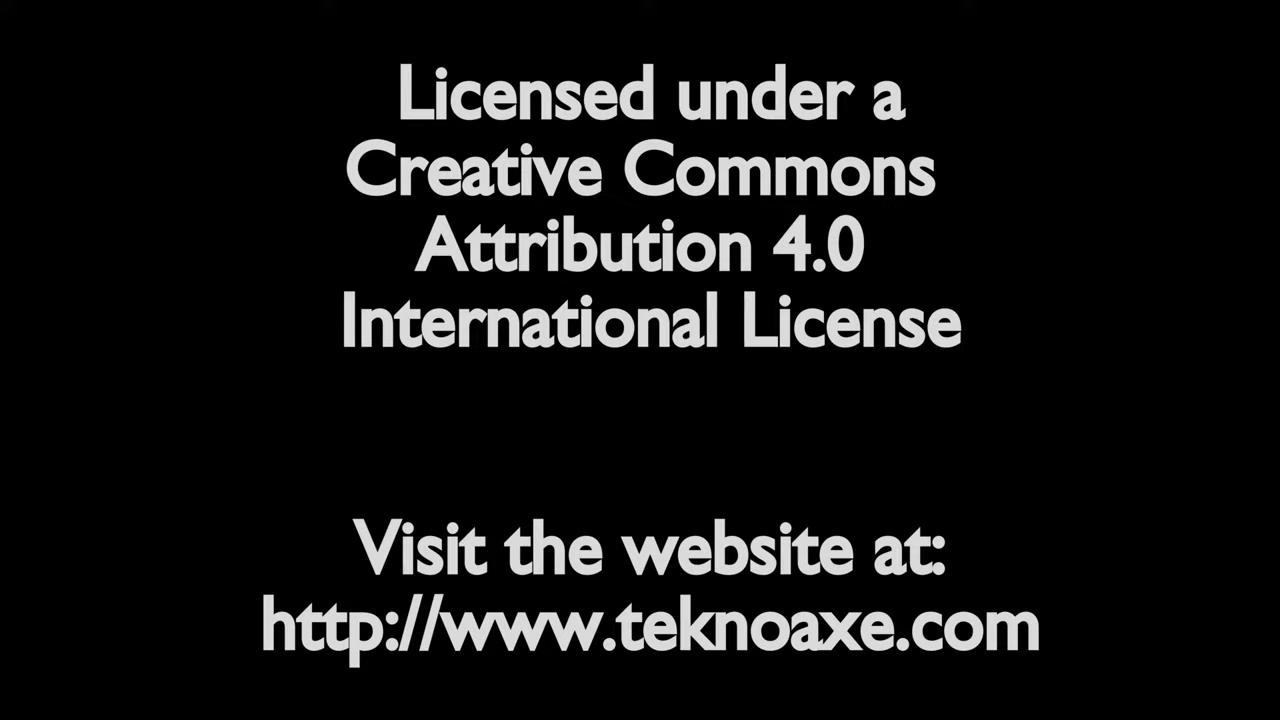 Licensed under a
Creative Commons
Attribution 4.0
International License
Visit the website at:
http://www.teknoaxe.com